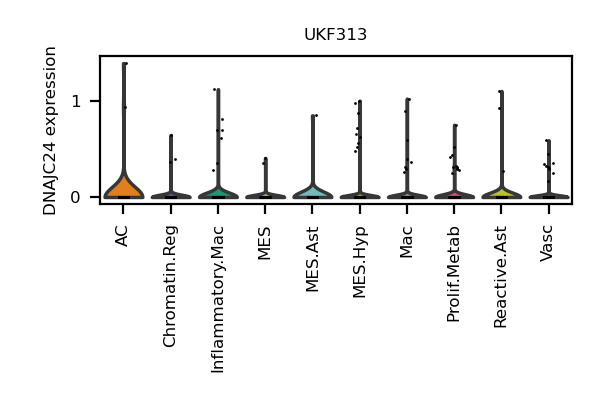 UKF313
DNAJC24 expression
1
0
AC
Chromatin.Reg
Inflammatory.Mac
MES
MES.Ast
MES.Hyp
Mac
Prolif.Metab
Reactive.Ast
Vasc